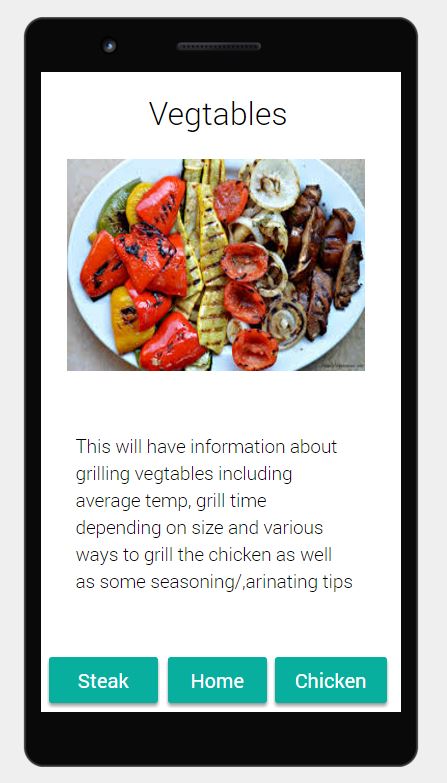 Vegtables
This will have information about
grilling vegtables including
average temp, grill time
depending on size and various
ways to grill the chicken as well
as some seasoning/,arinating tips
Steak
Home
Chicken